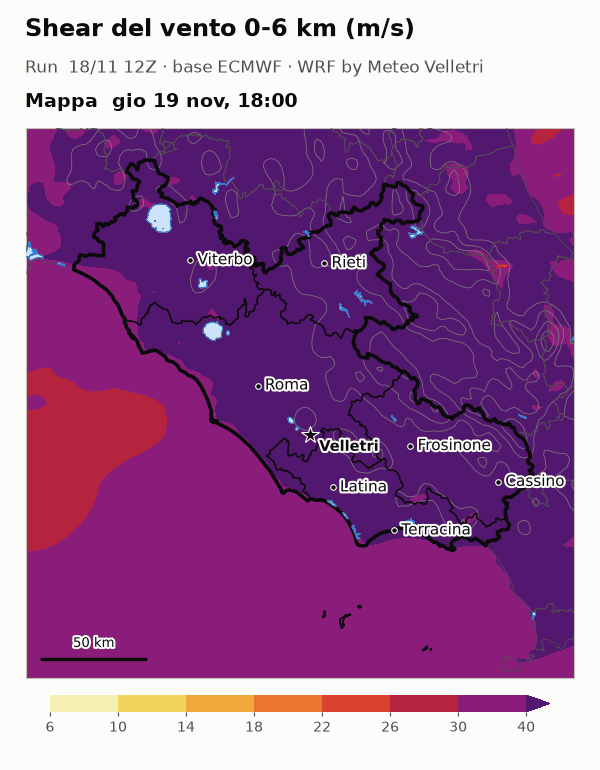 Shear del vento 0-6 km (m/s)
Run  18/11 12Z · base ECMWF · WRF by Meteo Velletri
Mappa  gio 19 nov, 18:00
Viterbo
Rieti
Roma
Velletri
Frosinone
Latina
Cassino
Terracina
50 km
6 10 14 18 22 26 30 40